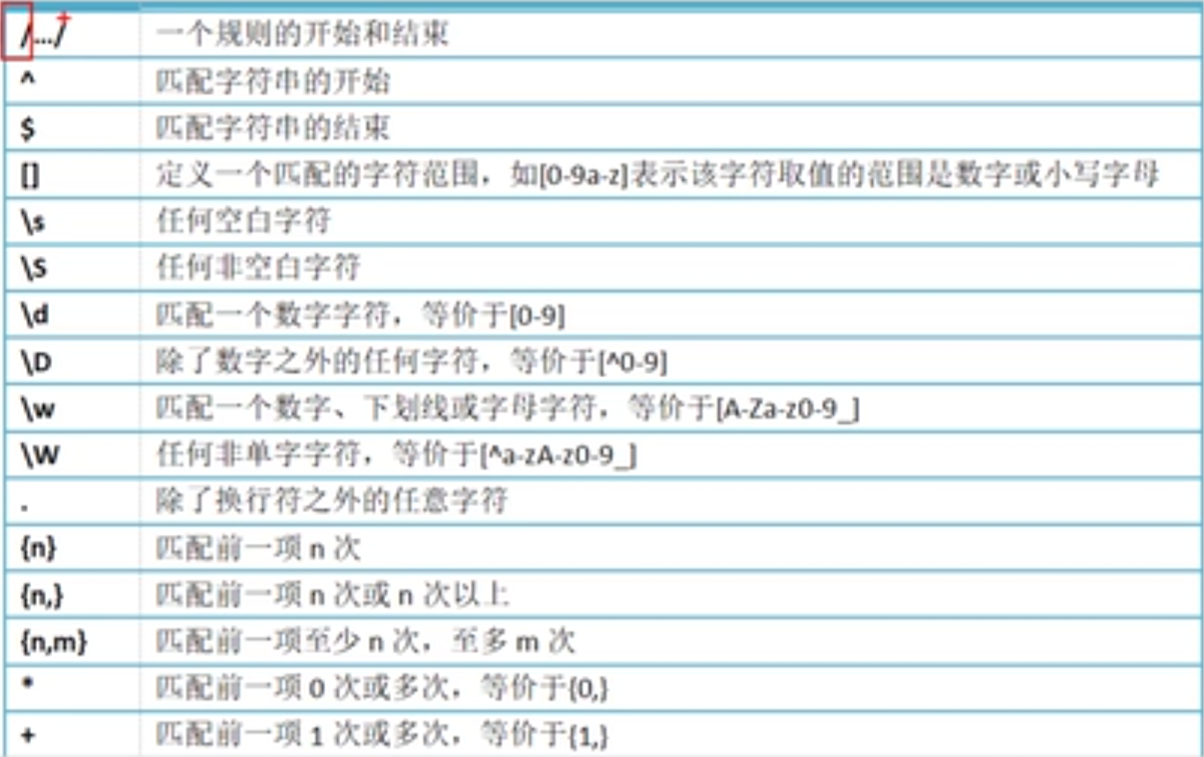 /.../ 一个规则的开始和结束
^ 匹配字符串的开始
$ 匹配字符串的结束
[] 定义一个匹配的字符范围，如[0-9a-z]表示该字符取值的范围是数字或小写字母
\s 任何空白字符
\S 任何非空白字符
\d 匹配一个数字字符，等价于[0-9]
\D 除了数字之外的任何字符，等价于[^0-9]
\w 匹配一个数字、下划线或字母字符，等价于[A-Za-z0-9_]
\W 任何非单字字符，等价于[^a-zA-z0-9_]
. 除了换行符之外的任意字符
{n} 匹配前一项 n 次
{n,} 匹配前一项 n 次或 n 次以上
{n,m} 匹配前一项至少 n 次，至多 m 次
* 匹配前一项 0 次或多次，等价于{0,}
+ 匹配前一项 1 次或多次，等价于{1,}